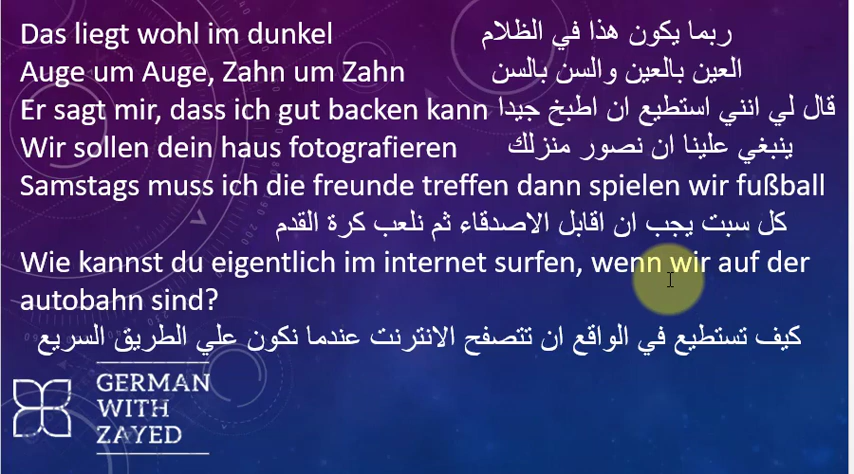 Das liegt wohl im dunkel ربما يكون هذا في الظلام
Auge um Auge, Zahn um Zahn العين بالعين والسن بالسن
Er sagt mir, dass ich gut backen kann قال لي انني استطيع ان اطبخ جيدا
Wir sollen dein haus fotografieren ينبغي علينا ان نصور منزلك
Samstags muss ich die freunde treffen dann spielen wir fußball
كل سبت يجب ان اقابل الاصدقاء ثم نلعب كرة القدم
Wie kannst du eigentlich im internet surfen, wenn wir auf der
autobahn sind?
كيف تستطيع في الواقع ان تتصفح الانترنت عندما نكون علي الطريق السريع
GERMAN
WITH
ZAYED